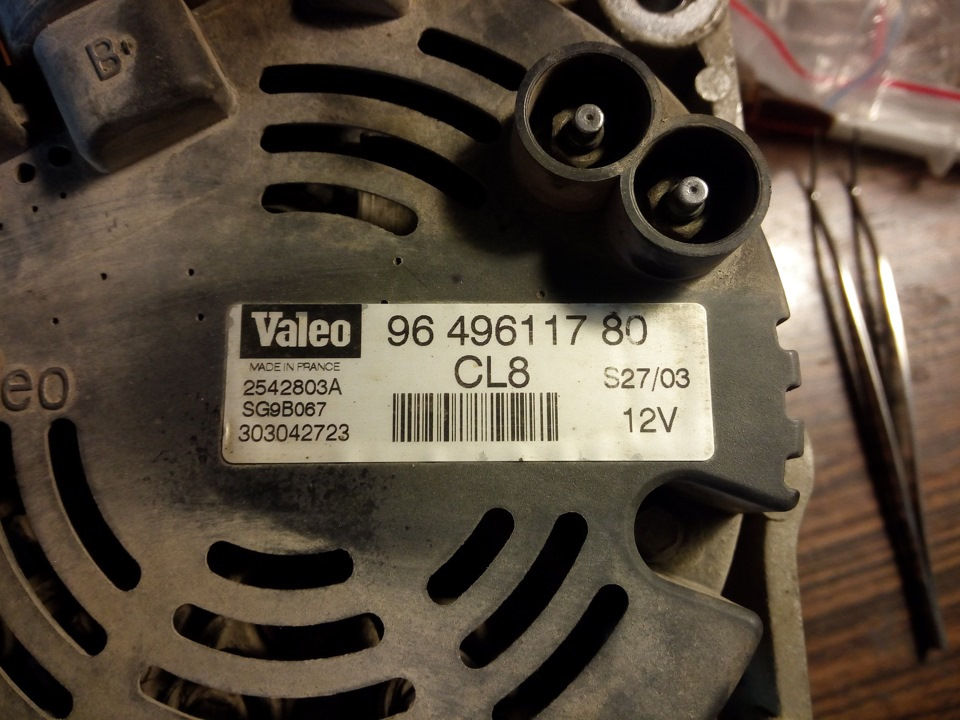 B+
Valeo
96 496117 80
MADE IN FRANCE
CL8
2542803A
S27/03
SG9B067
12V
303042723
eo